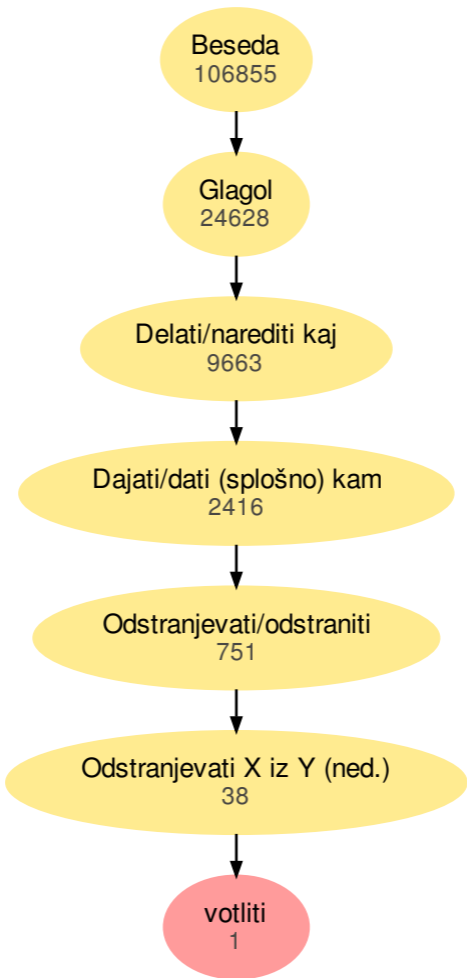 Beseda
106855
Glagol
24628
Delati/narediti kaj
9663
Dajati/dati (splošno) kam
2416
Odstranjevati/odstraniti
751
Odstranjevati X iz Y (ned.)
38
votliti
1